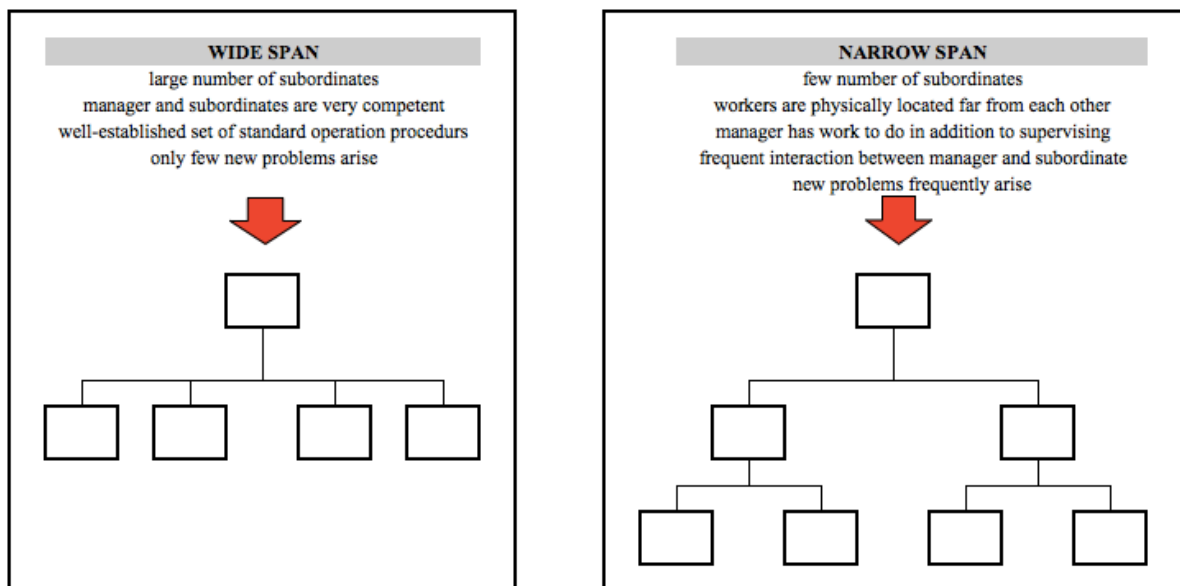 WIDE SPAN
large number of subordinates
manager and subordinates are very competent
well-established set of standard operation procedurs
only few new problems arise
NARROW SPAN
few number of subordinates
workers are physically located far from each other
manager has work to do in addition to supervising
frequent interaction between manager and subordinate
new problems frequently arise